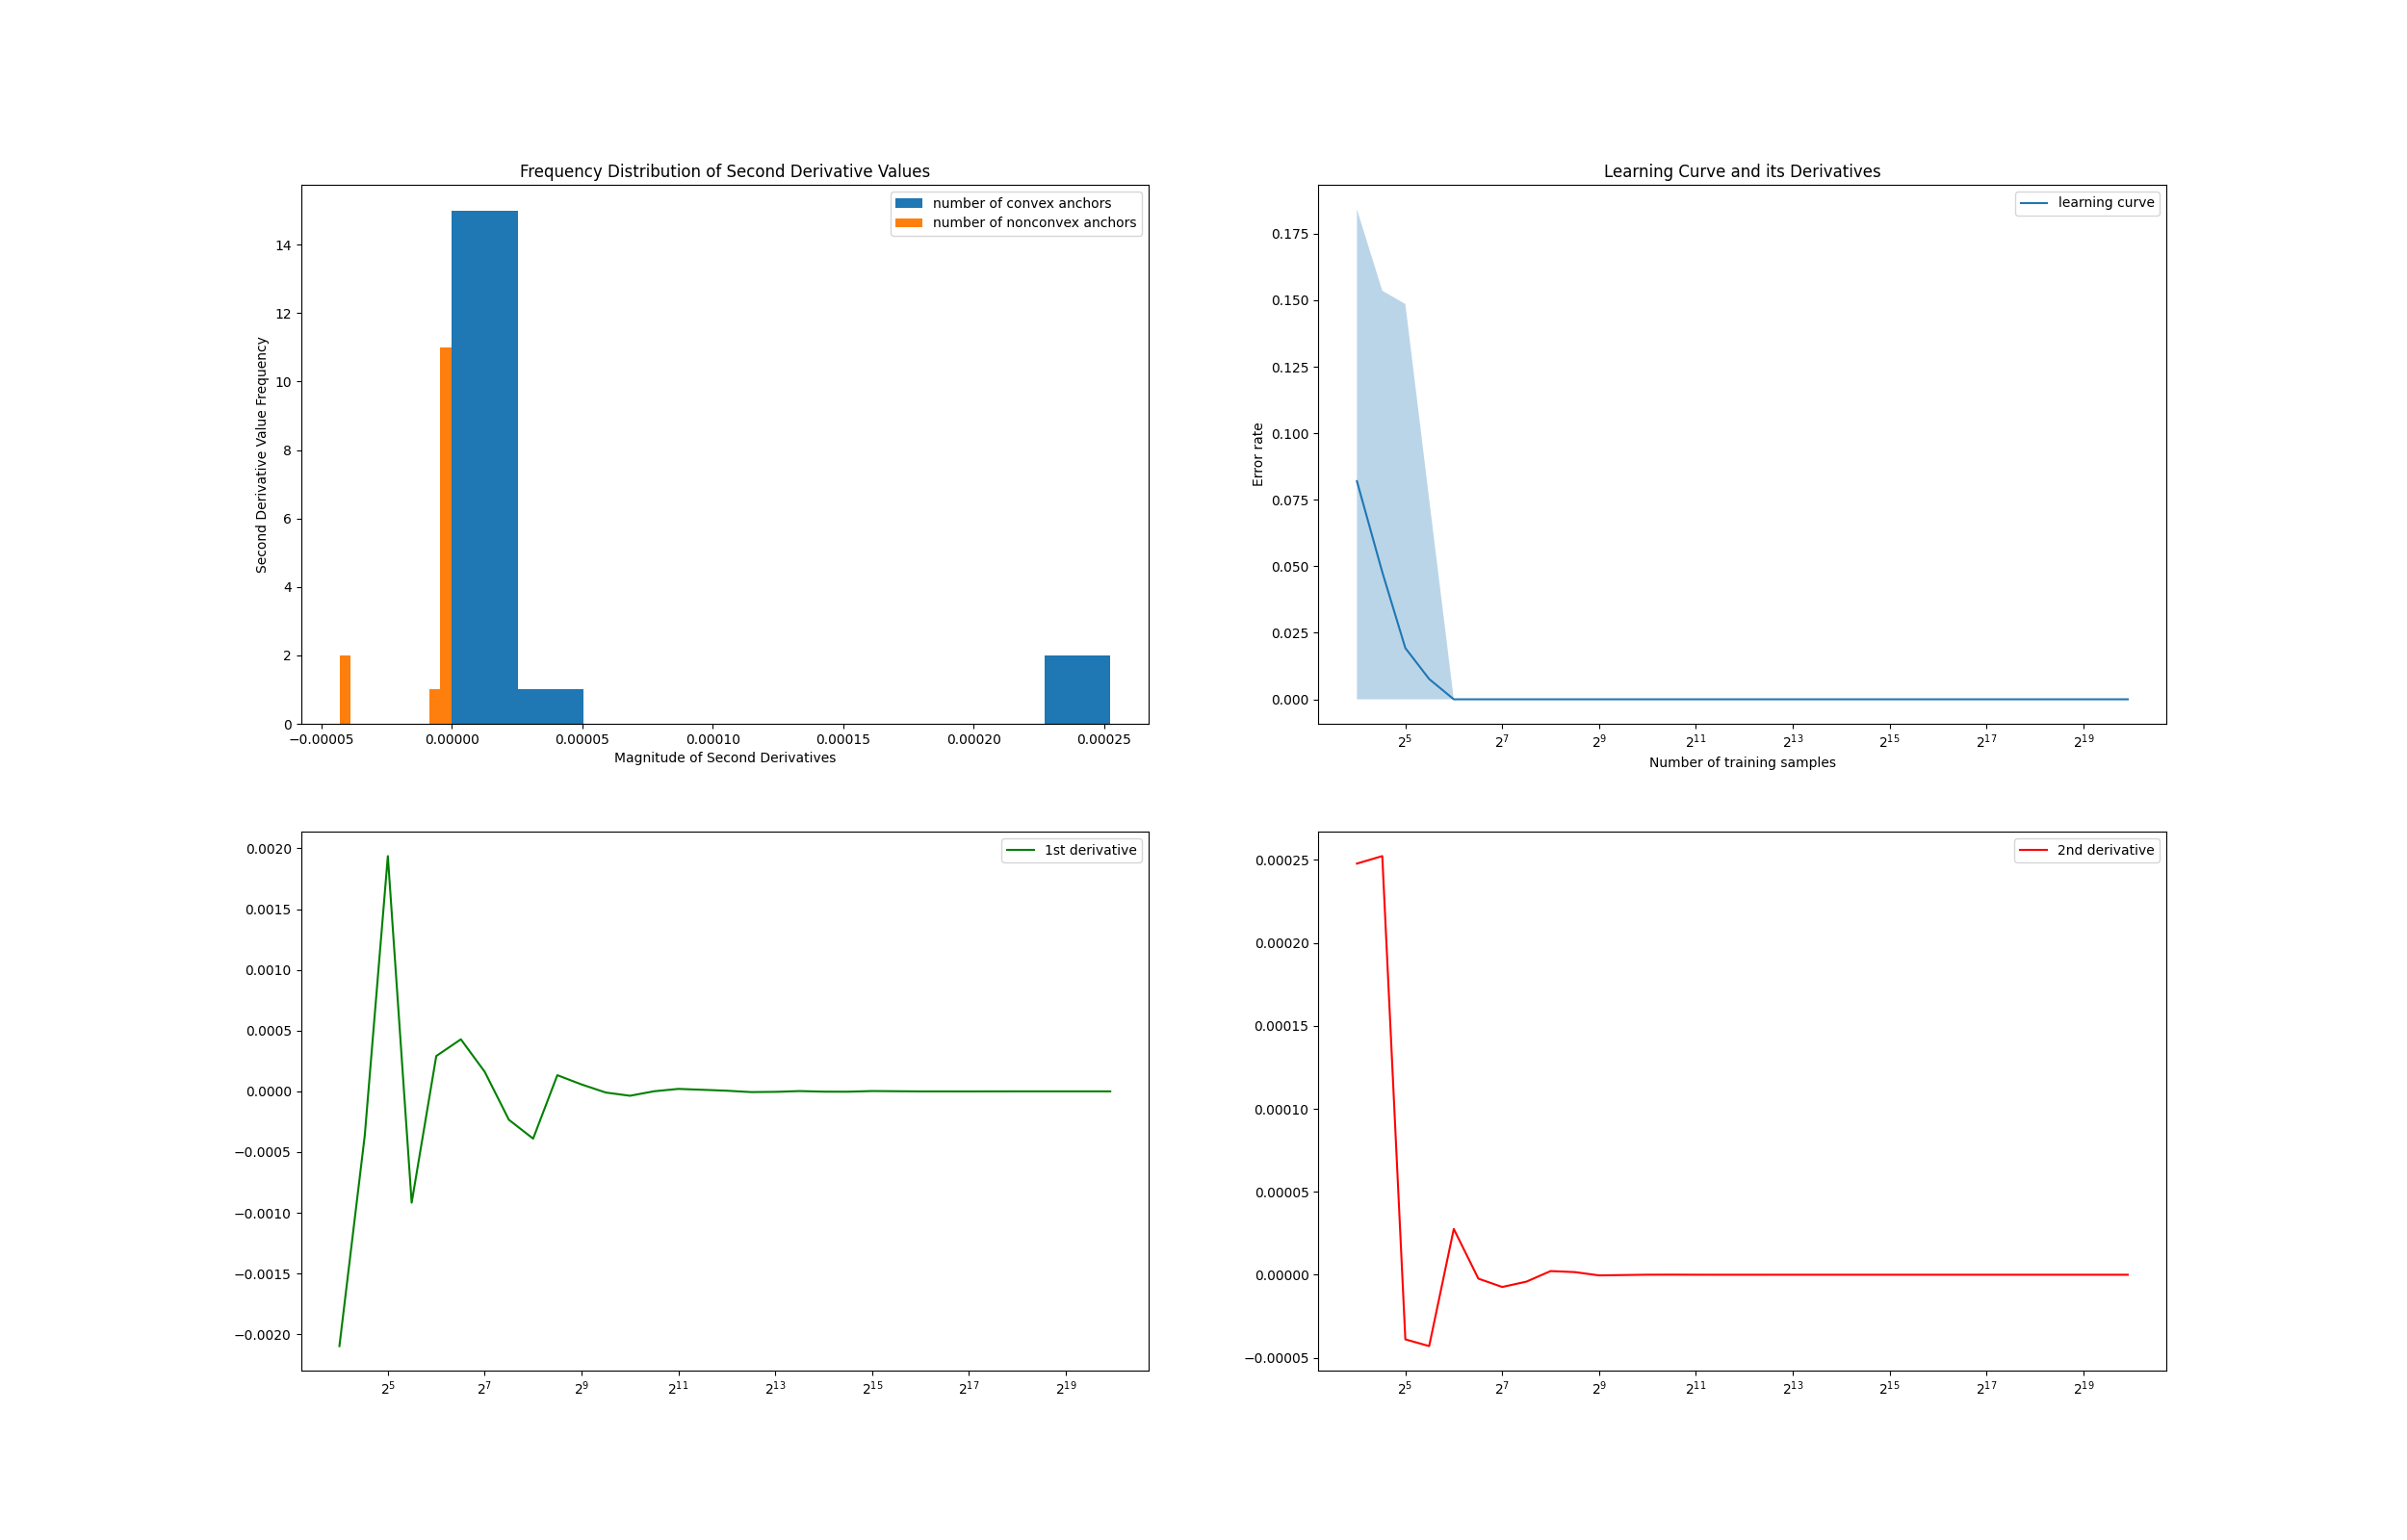 Frequency Distribution of Second Derivative Values
number of convex anchors
number of nonconvex anchors
Second Derivative Value Frequency
14
12
10
8
6
4
2
0
−0.00005 0.00000 0.00005 0.00010 0.00015 0.00020 0.00025
Magnitude of Second Derivatives
Learning Curve and its Derivatives
learning curve
Error rate
0.175
0.150
0.125
0.100
0.075
0.050
0.025
0.000
2^5 2^7 2^9 2^11 2^13 2^15 2^17 2^19
Number of training samples
1st derivative
0.0020
0.0015
0.0010
0.0005
0.0000
−0.0005
−0.0010
−0.0015
−0.0020
2^5 2^7 2^9 2^11 2^13 2^15 2^17 2^19
2nd derivative
0.00025
0.00020
0.00015
0.00010
0.00005
0.00000
−0.00005
2^5 2^7 2^9 2^11 2^13 2^15 2^17 2^19